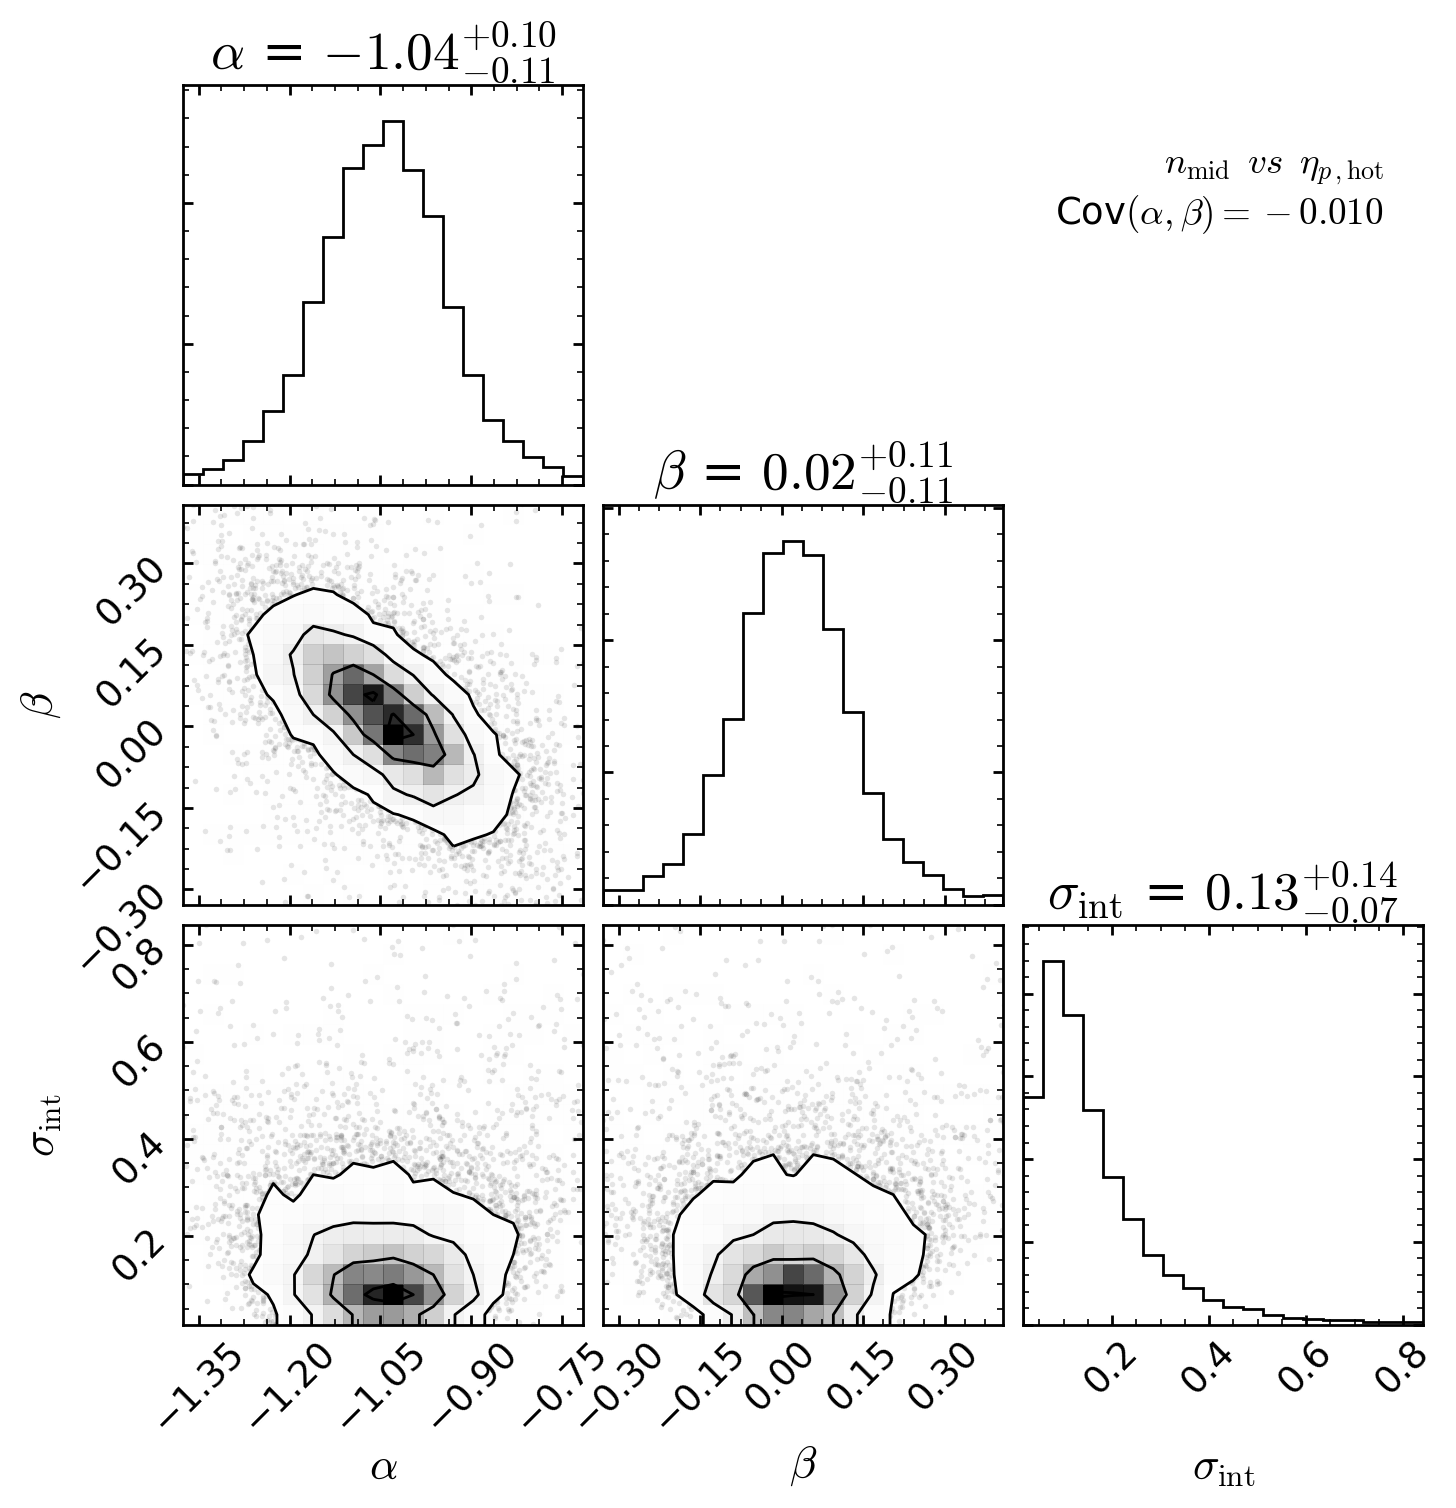 α = −1.04 +0.10 −0.11
n_mid vs η_p,hot
Cov(α, β) = −0.010
β = 0.02 +0.11 −0.11
β
0.30
0.15
0.00
−0.15
−0.30
σ_int = 0.13 +0.14 −0.07
σ_int
0.8
0.6
0.4
0.2
−1.35 −1.20 −1.05 −0.90 −0.75 −0.30 −0.15 0.00 0.15 0.30 0.2 0.4 0.6 0.8
α β σ_int